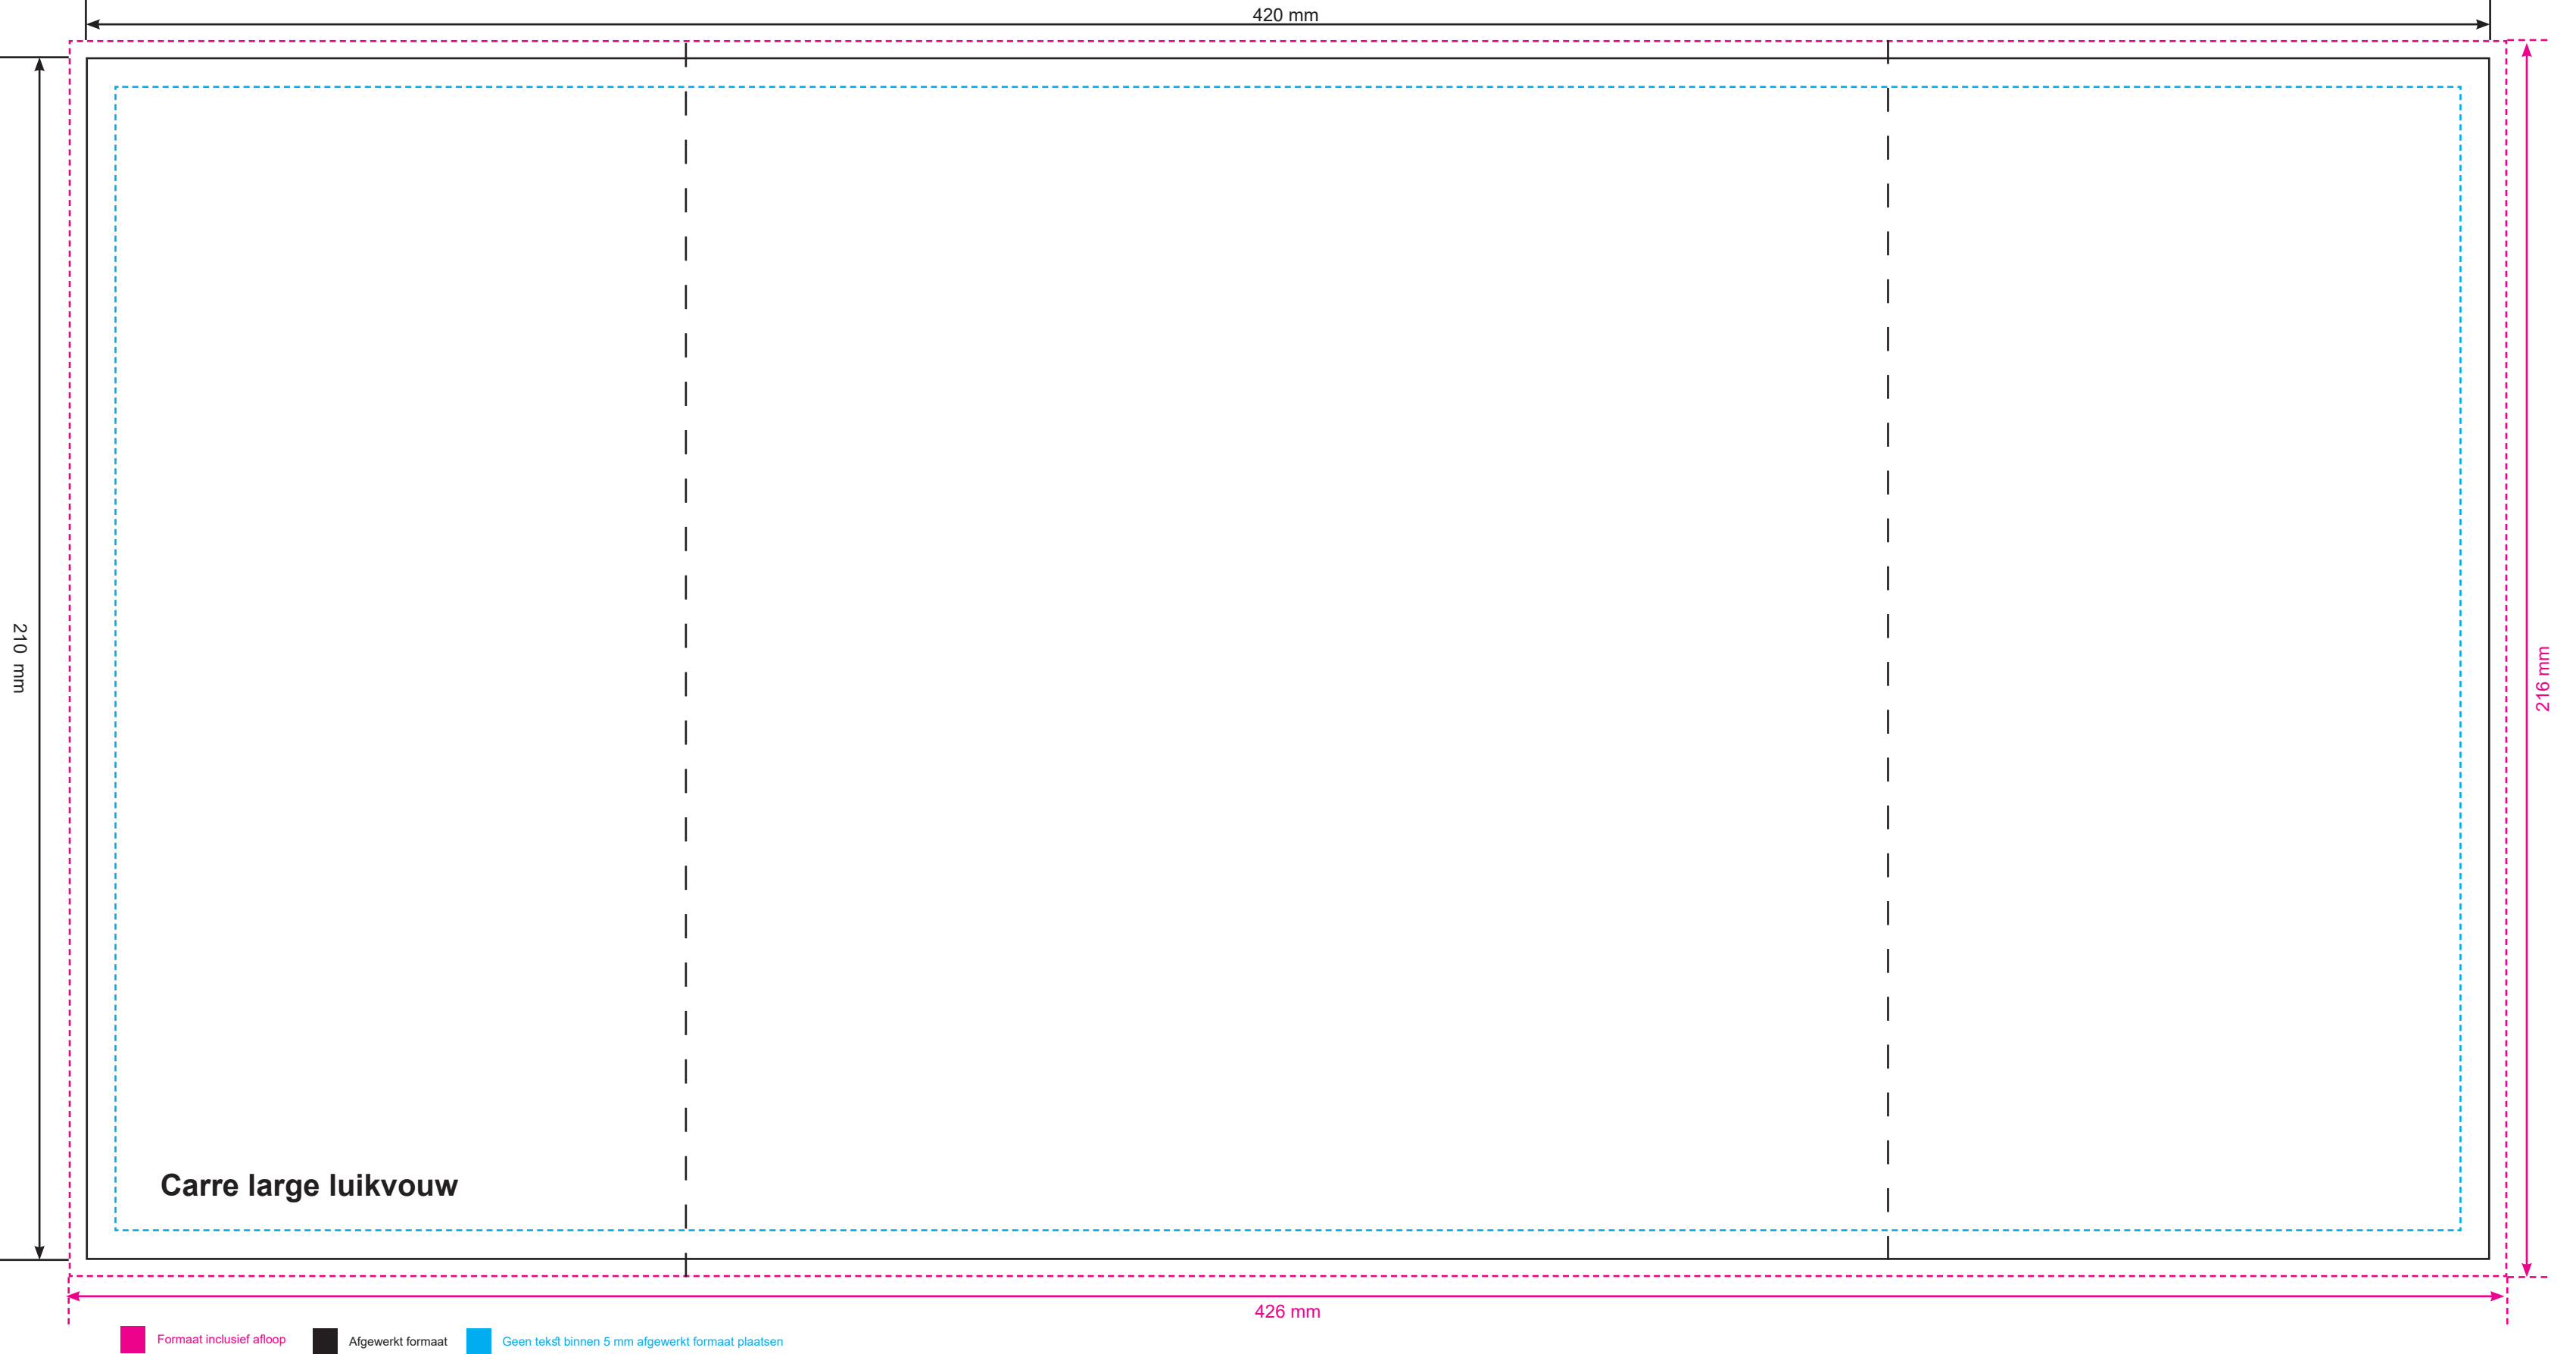 420 mm
210 mm
216 mm
Carre large luikvouw
426 mm
Formaat inclusief afloop
Afgewerkt formaat
Geen tekst binnen 5 mm afgewerkt formaat plaatsen